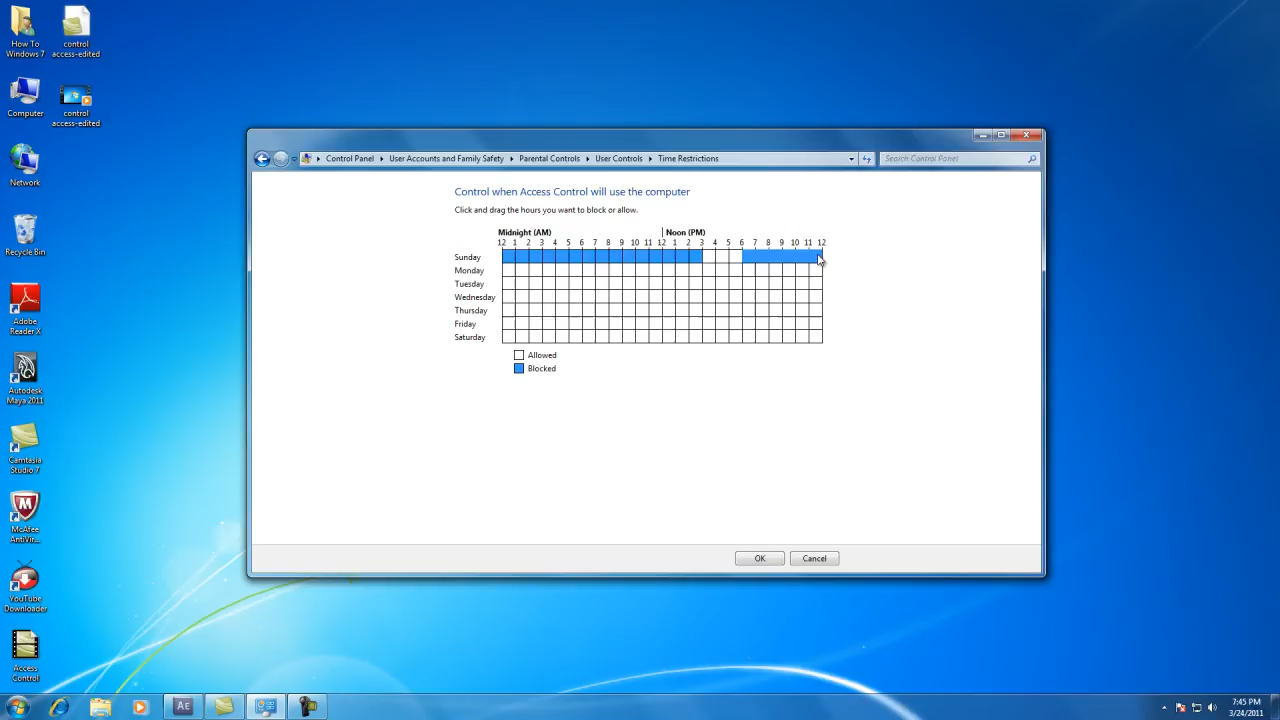 How To
Windows 7
control
access-edited
Computer
control
access-edited
Network
Recycle Bin
Adobe
Reader X
Autodesk
Maya 2011
Camtasia
Studio 7
McAfee
AntiVir...
YouTube
Downloader
Access
Control
Control Panel
User Accounts and Family Safety
Parental Controls
User Controls
Time Restrictions
Search Control Panel
Control when Access Control will use the computer
Click and drag the hours you want to block or allow.
Midnight (AM) Noon (PM)
12 1 2 3 4 5 6 7 8 9 10 11 12 1 2 3 4 5 6 7 8 9 10 11 12
Sunday
Monday
Tuesday
Wednesday
Thursday
Friday
Saturday
Allowed
Blocked
OK Cancel
Ae
7:45 PM
3/24/2011